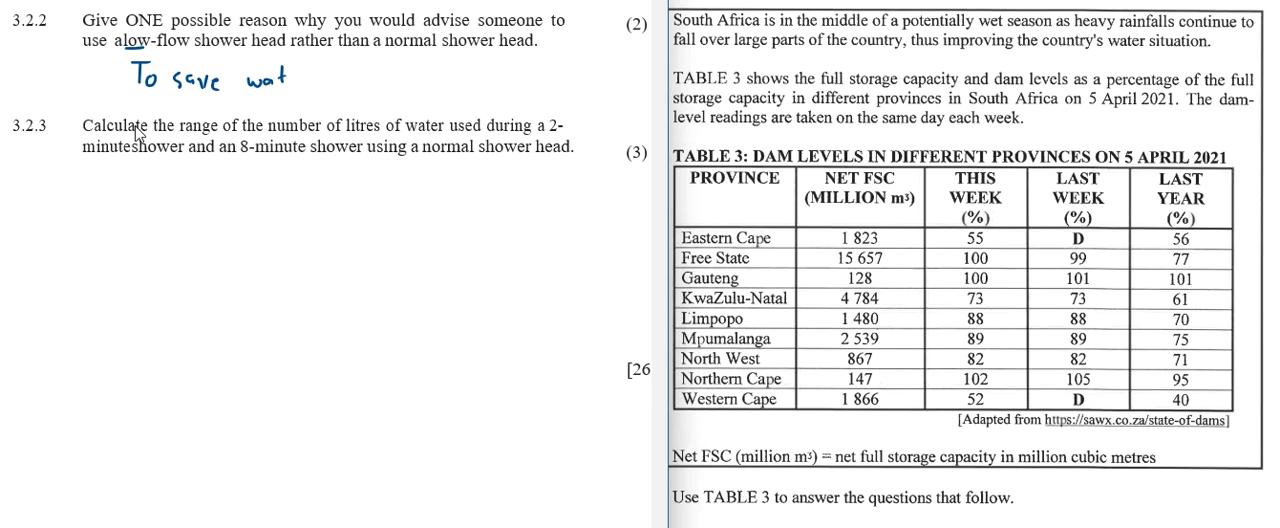 3.2.2 Give ONE possible reason why you would advise someone to
use alow-flow shower head rather than a normal shower head. (2)
To save wat
3.2.3 Calculate the range of the number of litres of water used during a 2-
minuteshower and an 8-minute shower using a normal shower head. (3)
[26
South Africa is in the middle of a potentially wet season as heavy rainfalls continue to
fall over large parts of the country, thus improving the country's water situation.
TABLE 3 shows the full storage capacity and dam levels as a percentage of the full
storage capacity in different provinces in South Africa on 5 April 2021. The dam-
level readings are taken on the same day each week.
TABLE 3: DAM LEVELS IN DIFFERENT PROVINCES ON 5 APRIL 2021
PROVINCE NET FSC THIS LAST LAST
(MILLION m³) WEEK WEEK YEAR
(%) (%) (%)
Eastern Cape 1 823 55 D 56
Free State 15 657 100 99 77
Gauteng 128 100 101 101
KwaZulu-Natal 4 784 73 73 61
Limpopo 1 480 88 88 70
Mpumalanga 2 539 89 89 75
North West 867 82 82 71
Northern Cape 147 102 105 95
Western Cape 1 866 52 D 40
[Adapted from https://sawx.co.za/state-of-dams]
Net FSC (million m³) = net full storage capacity in million cubic metres
Use TABLE 3 to answer the questions that follow.